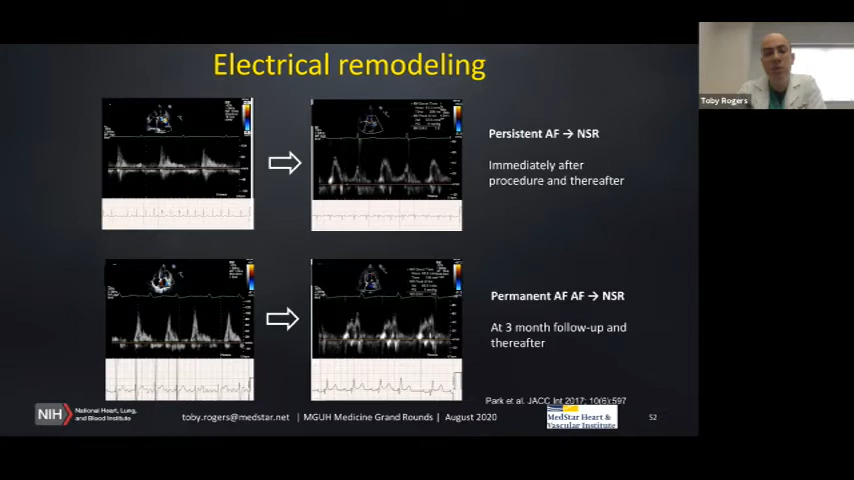 Electrical remodeling
Toby Rogers
Persistent AF → NSR
Immediately after
procedure and thereafter
Permanent AF AF → NSR
At 3 month follow-up and
thereafter
Park et al. JACC Int 2017; 10(6):597
NIH
National Heart, Lung,
and Blood Institute
toby.rogers@medstar.net | MGUH Medicine Grand Rounds | August 2020
MedStar Heart &
Vascular Institute
52